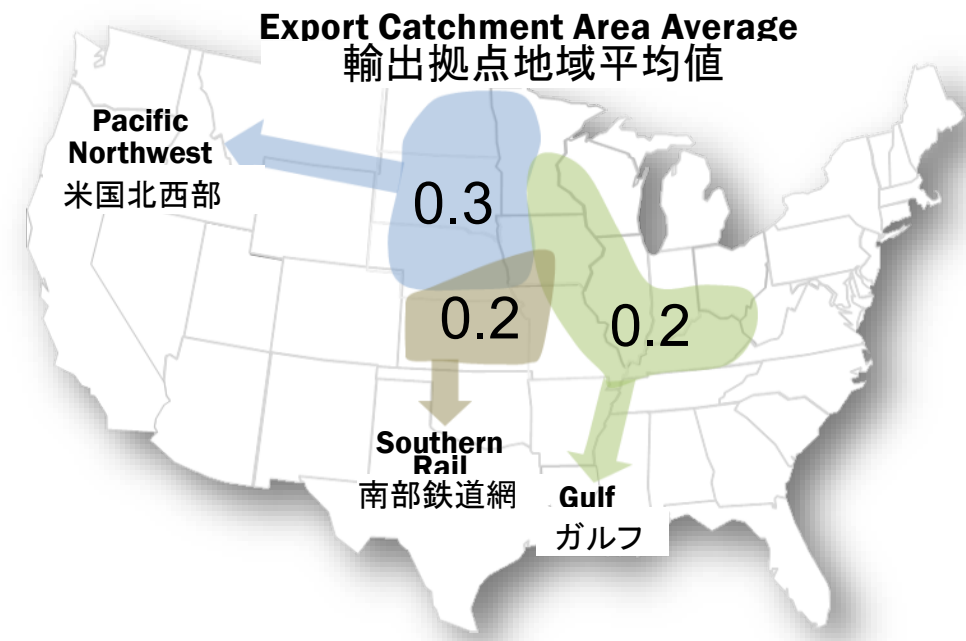 Export Catchment Area Average
輸出拠点地域平均値
Pacific
Northwest
米国北西部
0.3
0.2
0.2
Southern
Rail
南部鉄道網
Gulf
ガルフ